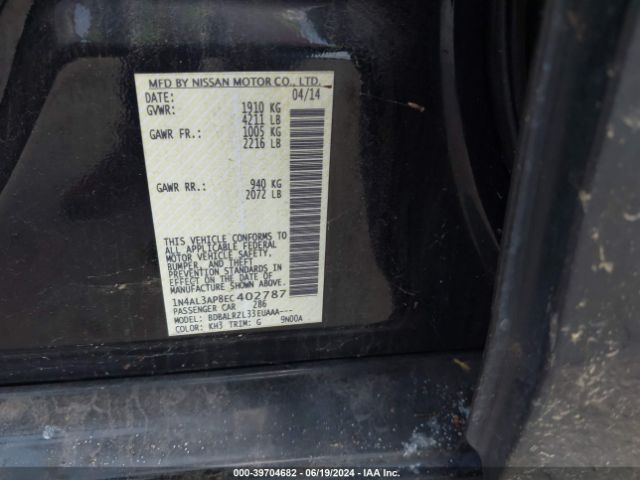 MFD BY NISSAN MOTOR CO., LTD.
DATE: 04/14
GVWR: 1910 KG
4211 LB
GAWR FR.: 1005 KG
2216 LB
GAWR RR.: 940 KG
2072 LB
THIS VEHICLE CONFORMS TO
ALL APPLICABLE FEDERAL
MOTOR VEHICLE SAFETY,
BUMPER, AND THEFT
PREVENTION STANDARDS IN
EFFECT ON THE DATE OF
MANUFACTURE SHOWN ABOVE.
1N4AL3AP8EC402787
PASSENGER CAR 286
MODEL: BDBALRZL33EUAAA---
COLOR: KH3 TRIM: G 9N00A
000-39704682 - 06/19/2024 - IAA Inc.